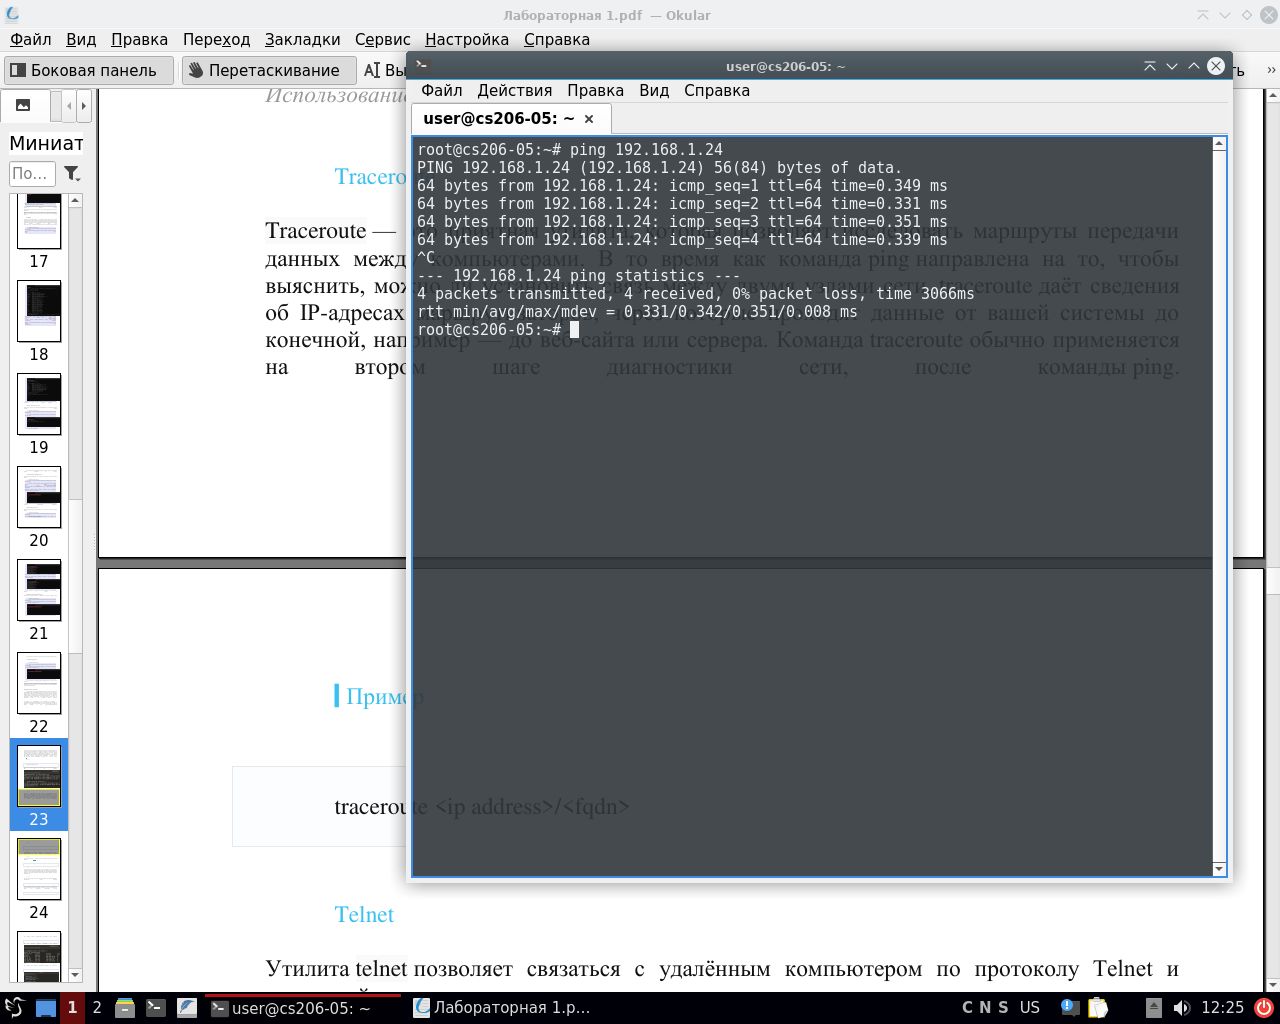 Лабораторная 1.pdf — Okular
Файл Вид Правка Переход Закладки Сервис Настройка Справка
Боковая панель Перетаскивание Вы ть »
user@cs206-05: ~
Файл Действия Правка Вид Справка
user@cs206-05: ~ ×
Миниат
По...
17
18
19
20
21
22
23
24
Использование
Tracero
Traceroute — маршруты передачи
данных между компьютерами. В то время как команда ping направлена на то, чтобы
выяснить, можно ли установить связь между двумя узлами сети, traceroute даёт сведения
об IP-адресах данные от вашей системы до
конечной, например — до веб-сайта или сервера. Команда traceroute обычно применяется
на втором шаге диагностики сети, после команды ping.
root@cs206-05:~# ping 192.168.1.24
PING 192.168.1.24 (192.168.1.24) 56(84) bytes of data.
64 bytes from 192.168.1.24: icmp_seq=1 ttl=64 time=0.349 ms
64 bytes from 192.168.1.24: icmp_seq=2 ttl=64 time=0.331 ms
64 bytes from 192.168.1.24: icmp_seq=3 ttl=64 time=0.351 ms
64 bytes from 192.168.1.24: icmp_seq=4 ttl=64 time=0.339 ms
^C
--- 192.168.1.24 ping statistics ---
4 packets transmitted, 4 received, 0% packet loss, time 3066ms
rtt min/avg/max/mdev = 0.331/0.342/0.351/0.008 ms
root@cs206-05:~#
Пример
traceroute <ip address>/<fqdn>
Telnet
Утилита telnet позволяет связаться с удалённым компьютером по протоколу Telnet и
1 2 user@cs206-05: ~ Лабораторная 1.p... C N S US 12:25